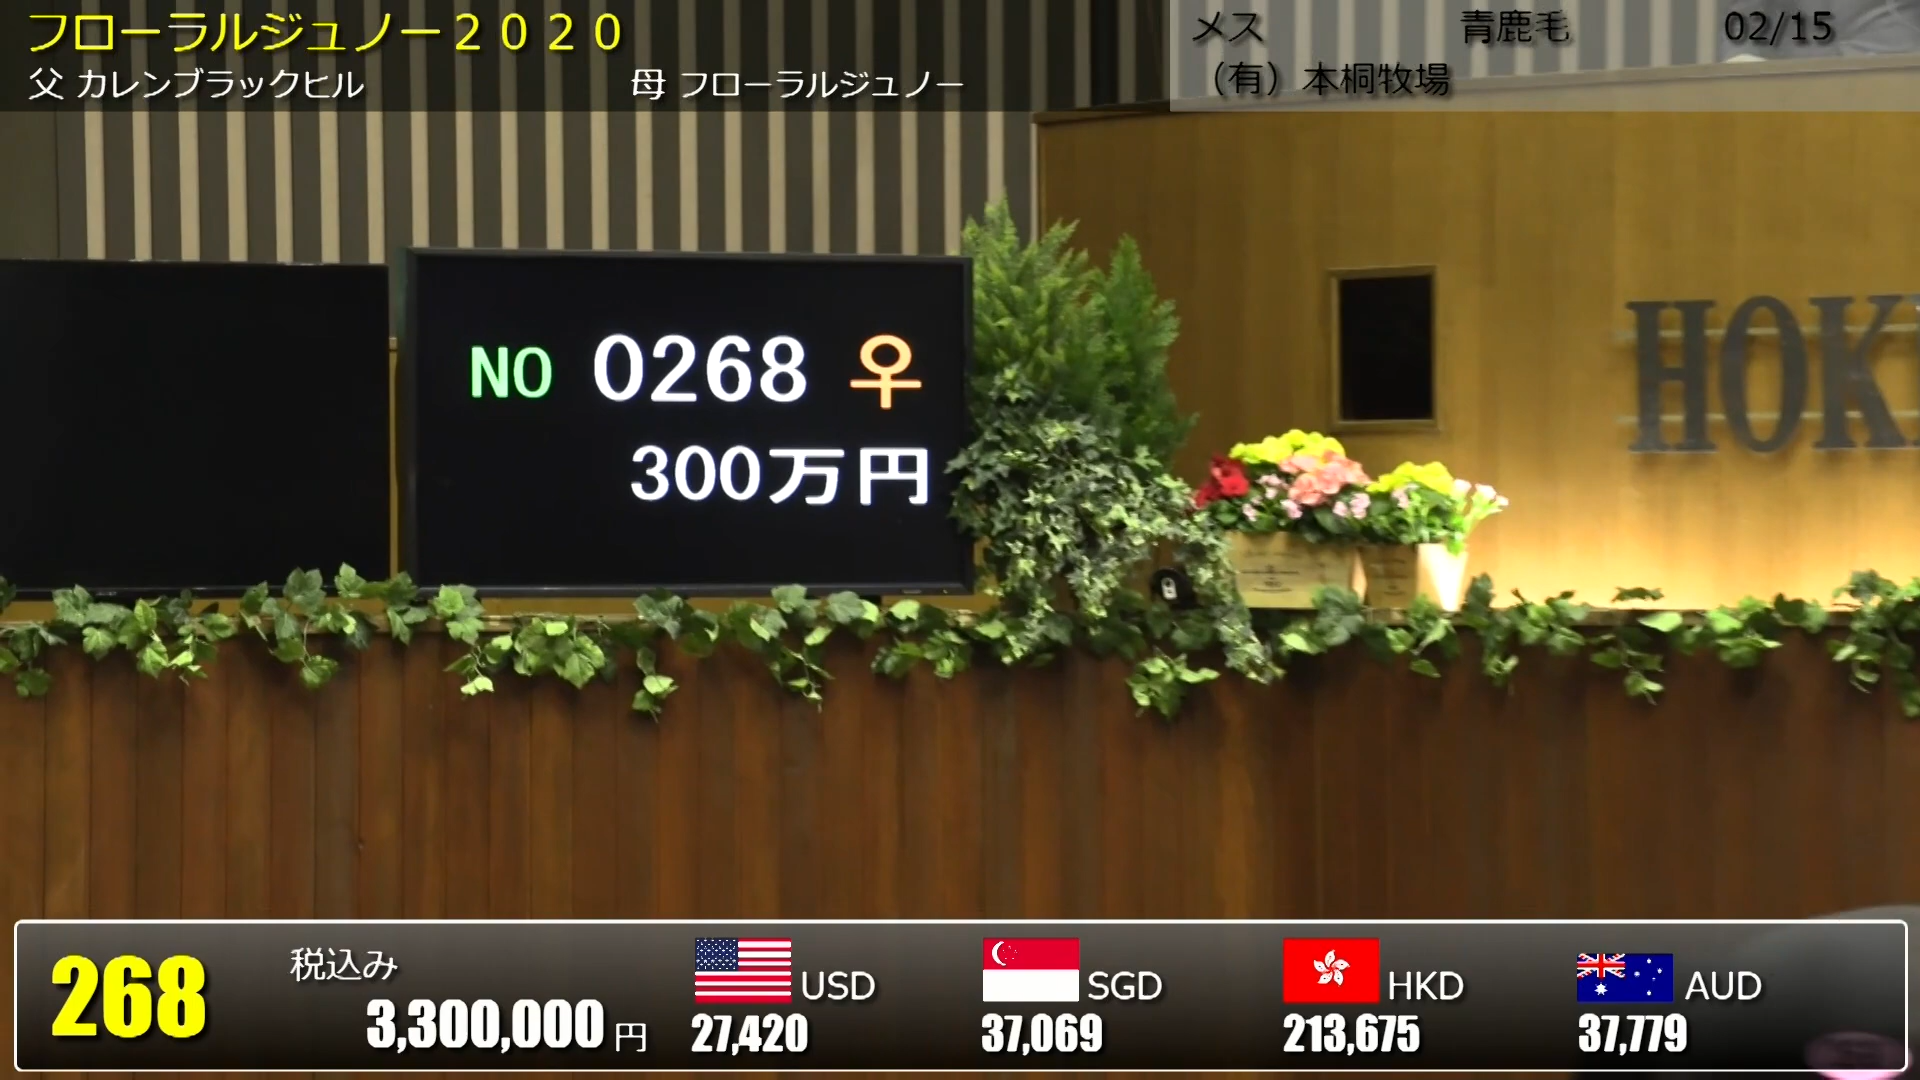 フローラルジュノー２０２０
父 カレンブラックヒル 母 フローラルジュノー
メス 青鹿毛 02/15
（有）本桐牧場
NO 0268 ♀
300万円
HOK
268 税込み 3,300,000 円
USD 27,420
SGD 37,069
HKD 213,675
AUD 37,779